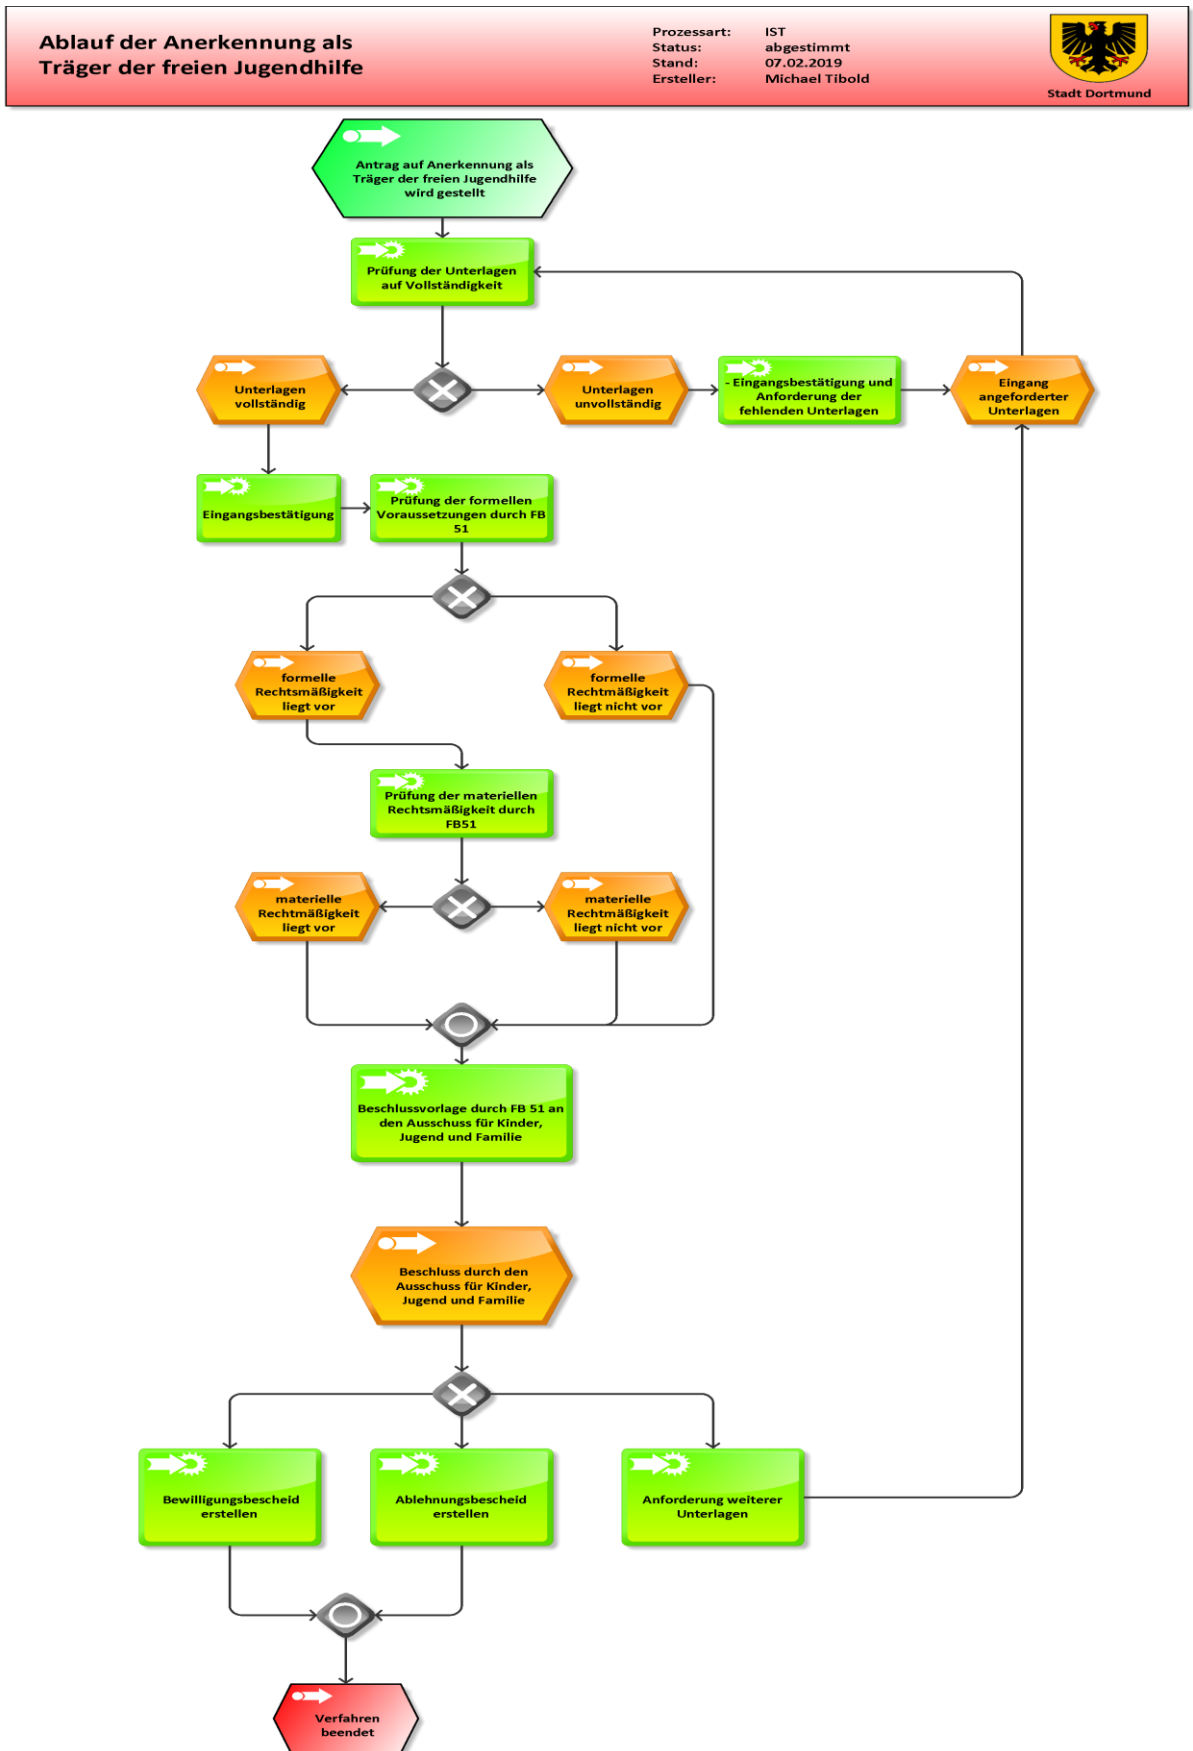 Ablauf der Anerkennung als
Träger der freien Jugendhilfe
Prozessart: IST
Status: abgestimmt
Stand: 07.02.2019
Ersteller: Michael Tibold
Stadt Dortmund
Antrag auf Anerkennung als
Träger der freien Jugendhilfe
wird gestellt
Prüfung der Unterlagen
auf Vollständigkeit
Unterlagen
vollständig
Unterlagen
unvollständig
- Eingangsbestätigung und
Anforderung der
fehlenden Unterlagen
Eingang
angeforderter
Unterlagen
Eingangsbestätigung
Prüfung der formellen
Voraussetzungen durch FB
51
formelle
Rechtsmäßigkeit
liegt vor
formelle
Rechtmäßigkeit
liegt nicht vor
Prüfung der materiellen
Rechtsmäßigkeit durch
FB51
materielle
Rechtmäßigkeit
liegt vor
materielle
Rechtmäßigkeit
liegt nicht vor
Beschlussvorlage durch FB 51 an
den Ausschuss für Kinder,
Jugend und Familie
Beschluss durch den
Ausschuss für Kinder,
Jugend und Familie
Bewilligungsbescheid
erstellen
Ablehnungsbescheid
erstellen
Anforderung weiterer
Unterlagen
Verfahren
beendet